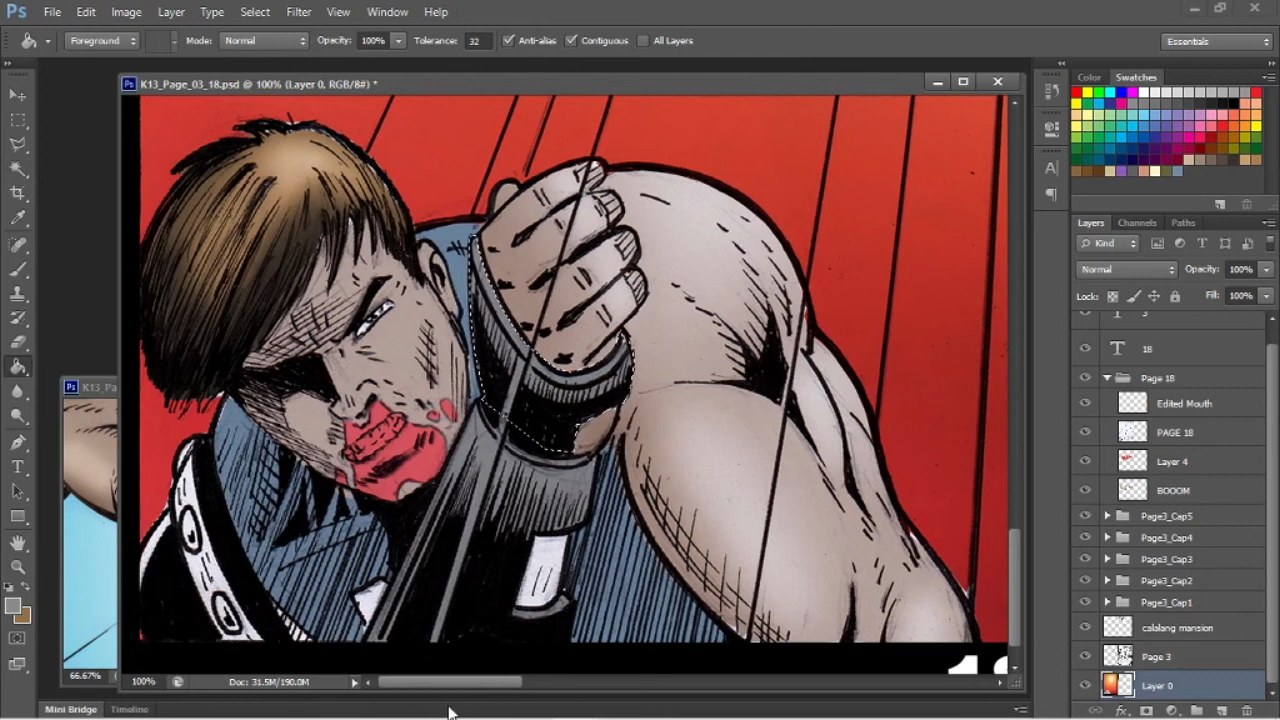 Ps File Edit Image Layer Type Select Filter View Window Help
Foreground Mode: Normal Opacity: 100% Tolerance: 32 Anti-alias Contiguous All Layers Essentials
K13_Page_03_18.psd @ 100% (Layer 0, RGB/8#) *
Color Swatches
Layers Channels Paths
Kind
Normal Opacity: 100%
Lock: Fill: 100%
3
18
Page 18
Edited Mouth
PAGE 18
Layer 4
BOOOM
Page3_Cap5
Page3_Cap4
Page3_Cap3
Page3_Cap2
Page3_Cap1
calalang mansion
Page 3
Layer 0
Ps K13_Pa
66.67%
100% Doc: 31.5M/190.0M
Mini Bridge Timeline